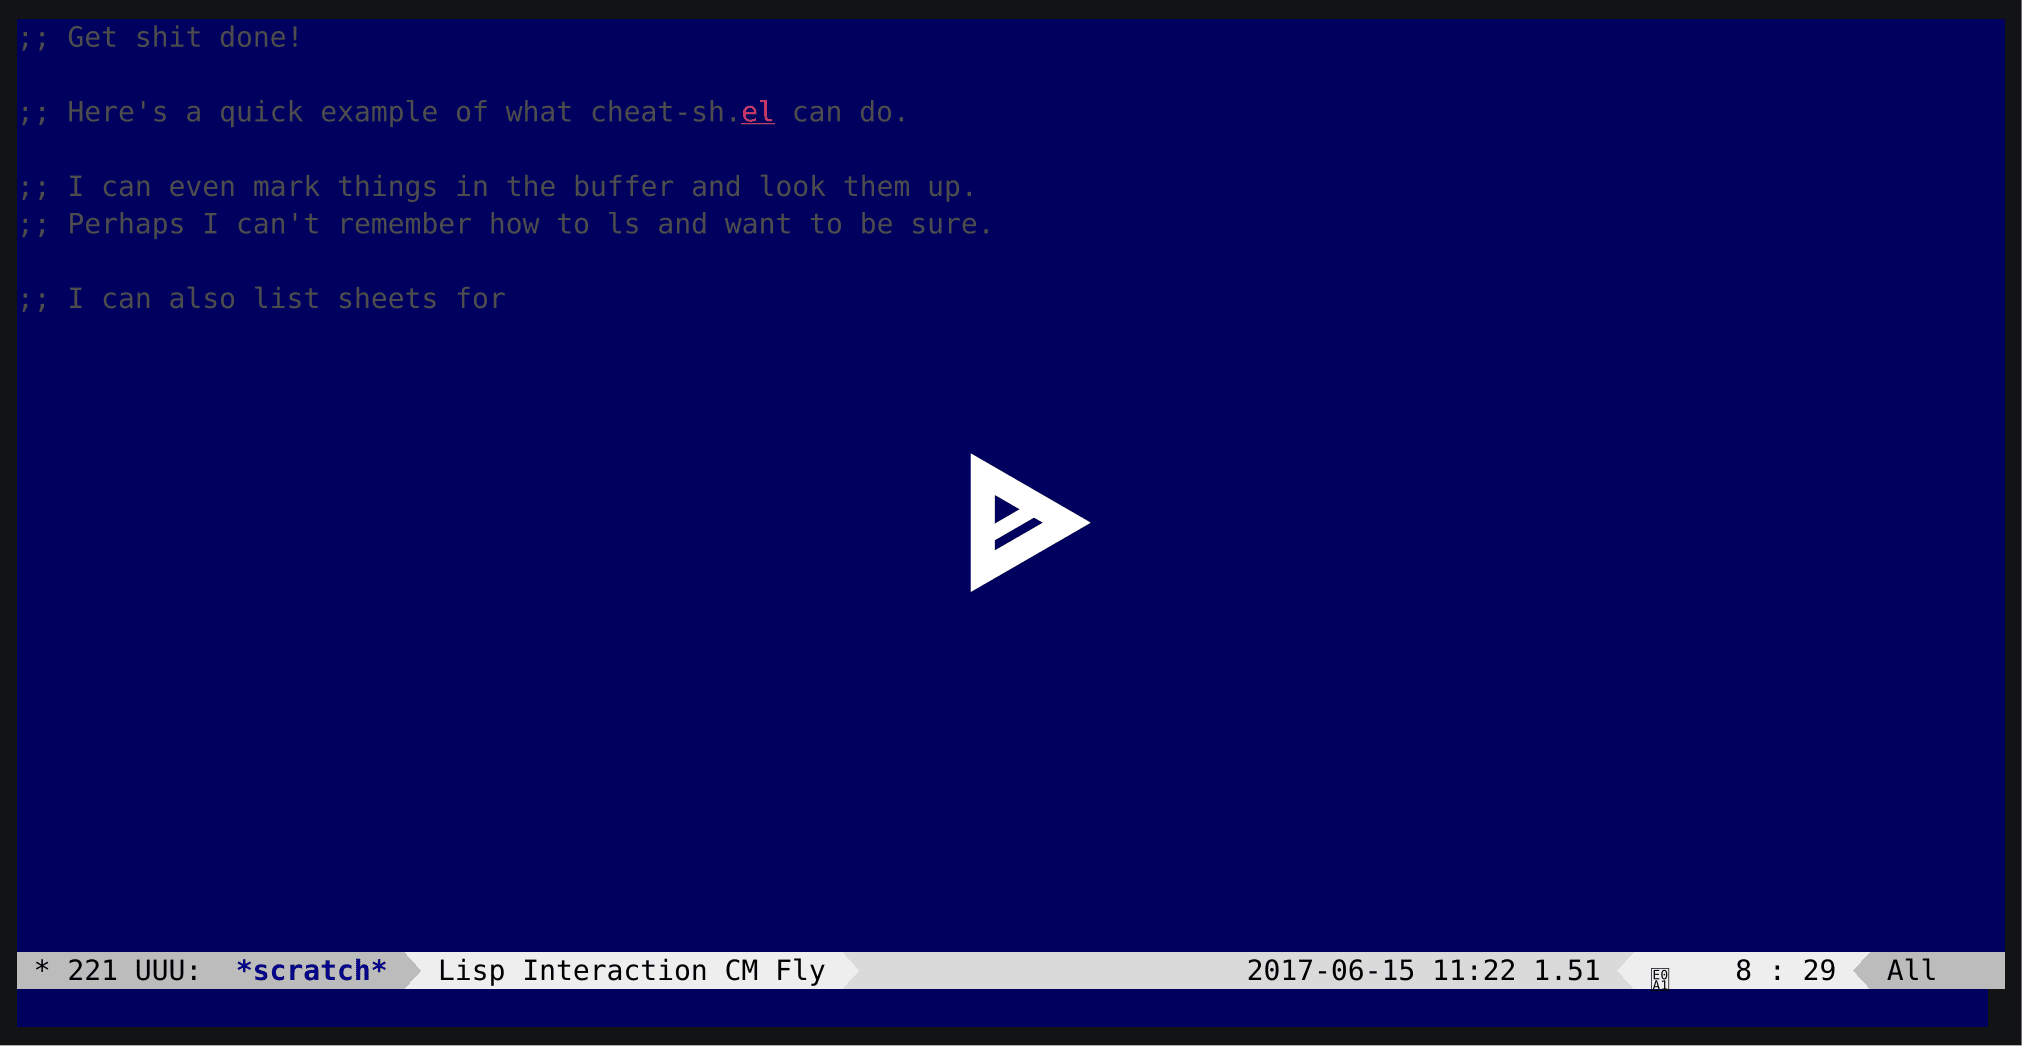 ;; Get shit done!
;; Here's a quick example of what cheat-sh.el can do.
;; I can even mark things in the buffer and look them up.
;; Perhaps I can't remember how to ls and want to be sure.
;; I can also list sheets for
* 221 UUU: *scratch* Lisp Interaction CM Fly 2017-06-15 11:22 1.51 E0A1 8 : 29 All